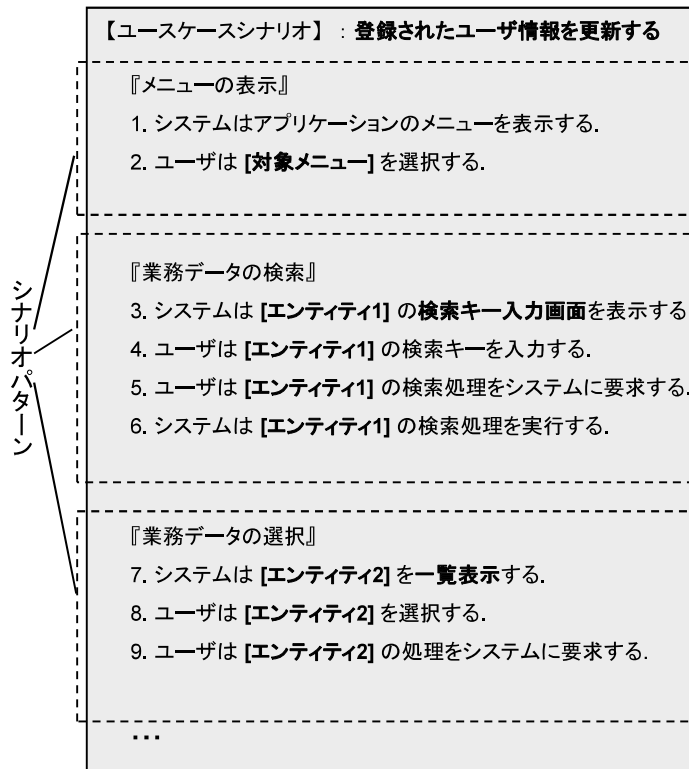 【ユースケースシナリオ】 : 登録されたユーザ情報を更新する
『メニューの表示』
1. システムはアプリケーションのメニューを表示する.
2. ユーザは [対象メニュー] を選択する.
『業務データの検索』
3. システムは [エンティティ1] の検索キー入力画面を表示する
4. ユーザは [エンティティ1] の検索キーを入力する.
5. ユーザは [エンティティ1] の検索処理をシステムに要求する.
6. システムは [エンティティ1] の検索処理を実行する.
シナリオパターン
『業務データの選択』
7. システムは [エンティティ2] を一覧表示する.
8. ユーザは [エンティティ2] を選択する.
9. ユーザは [エンティティ2] の処理をシステムに要求する.
...